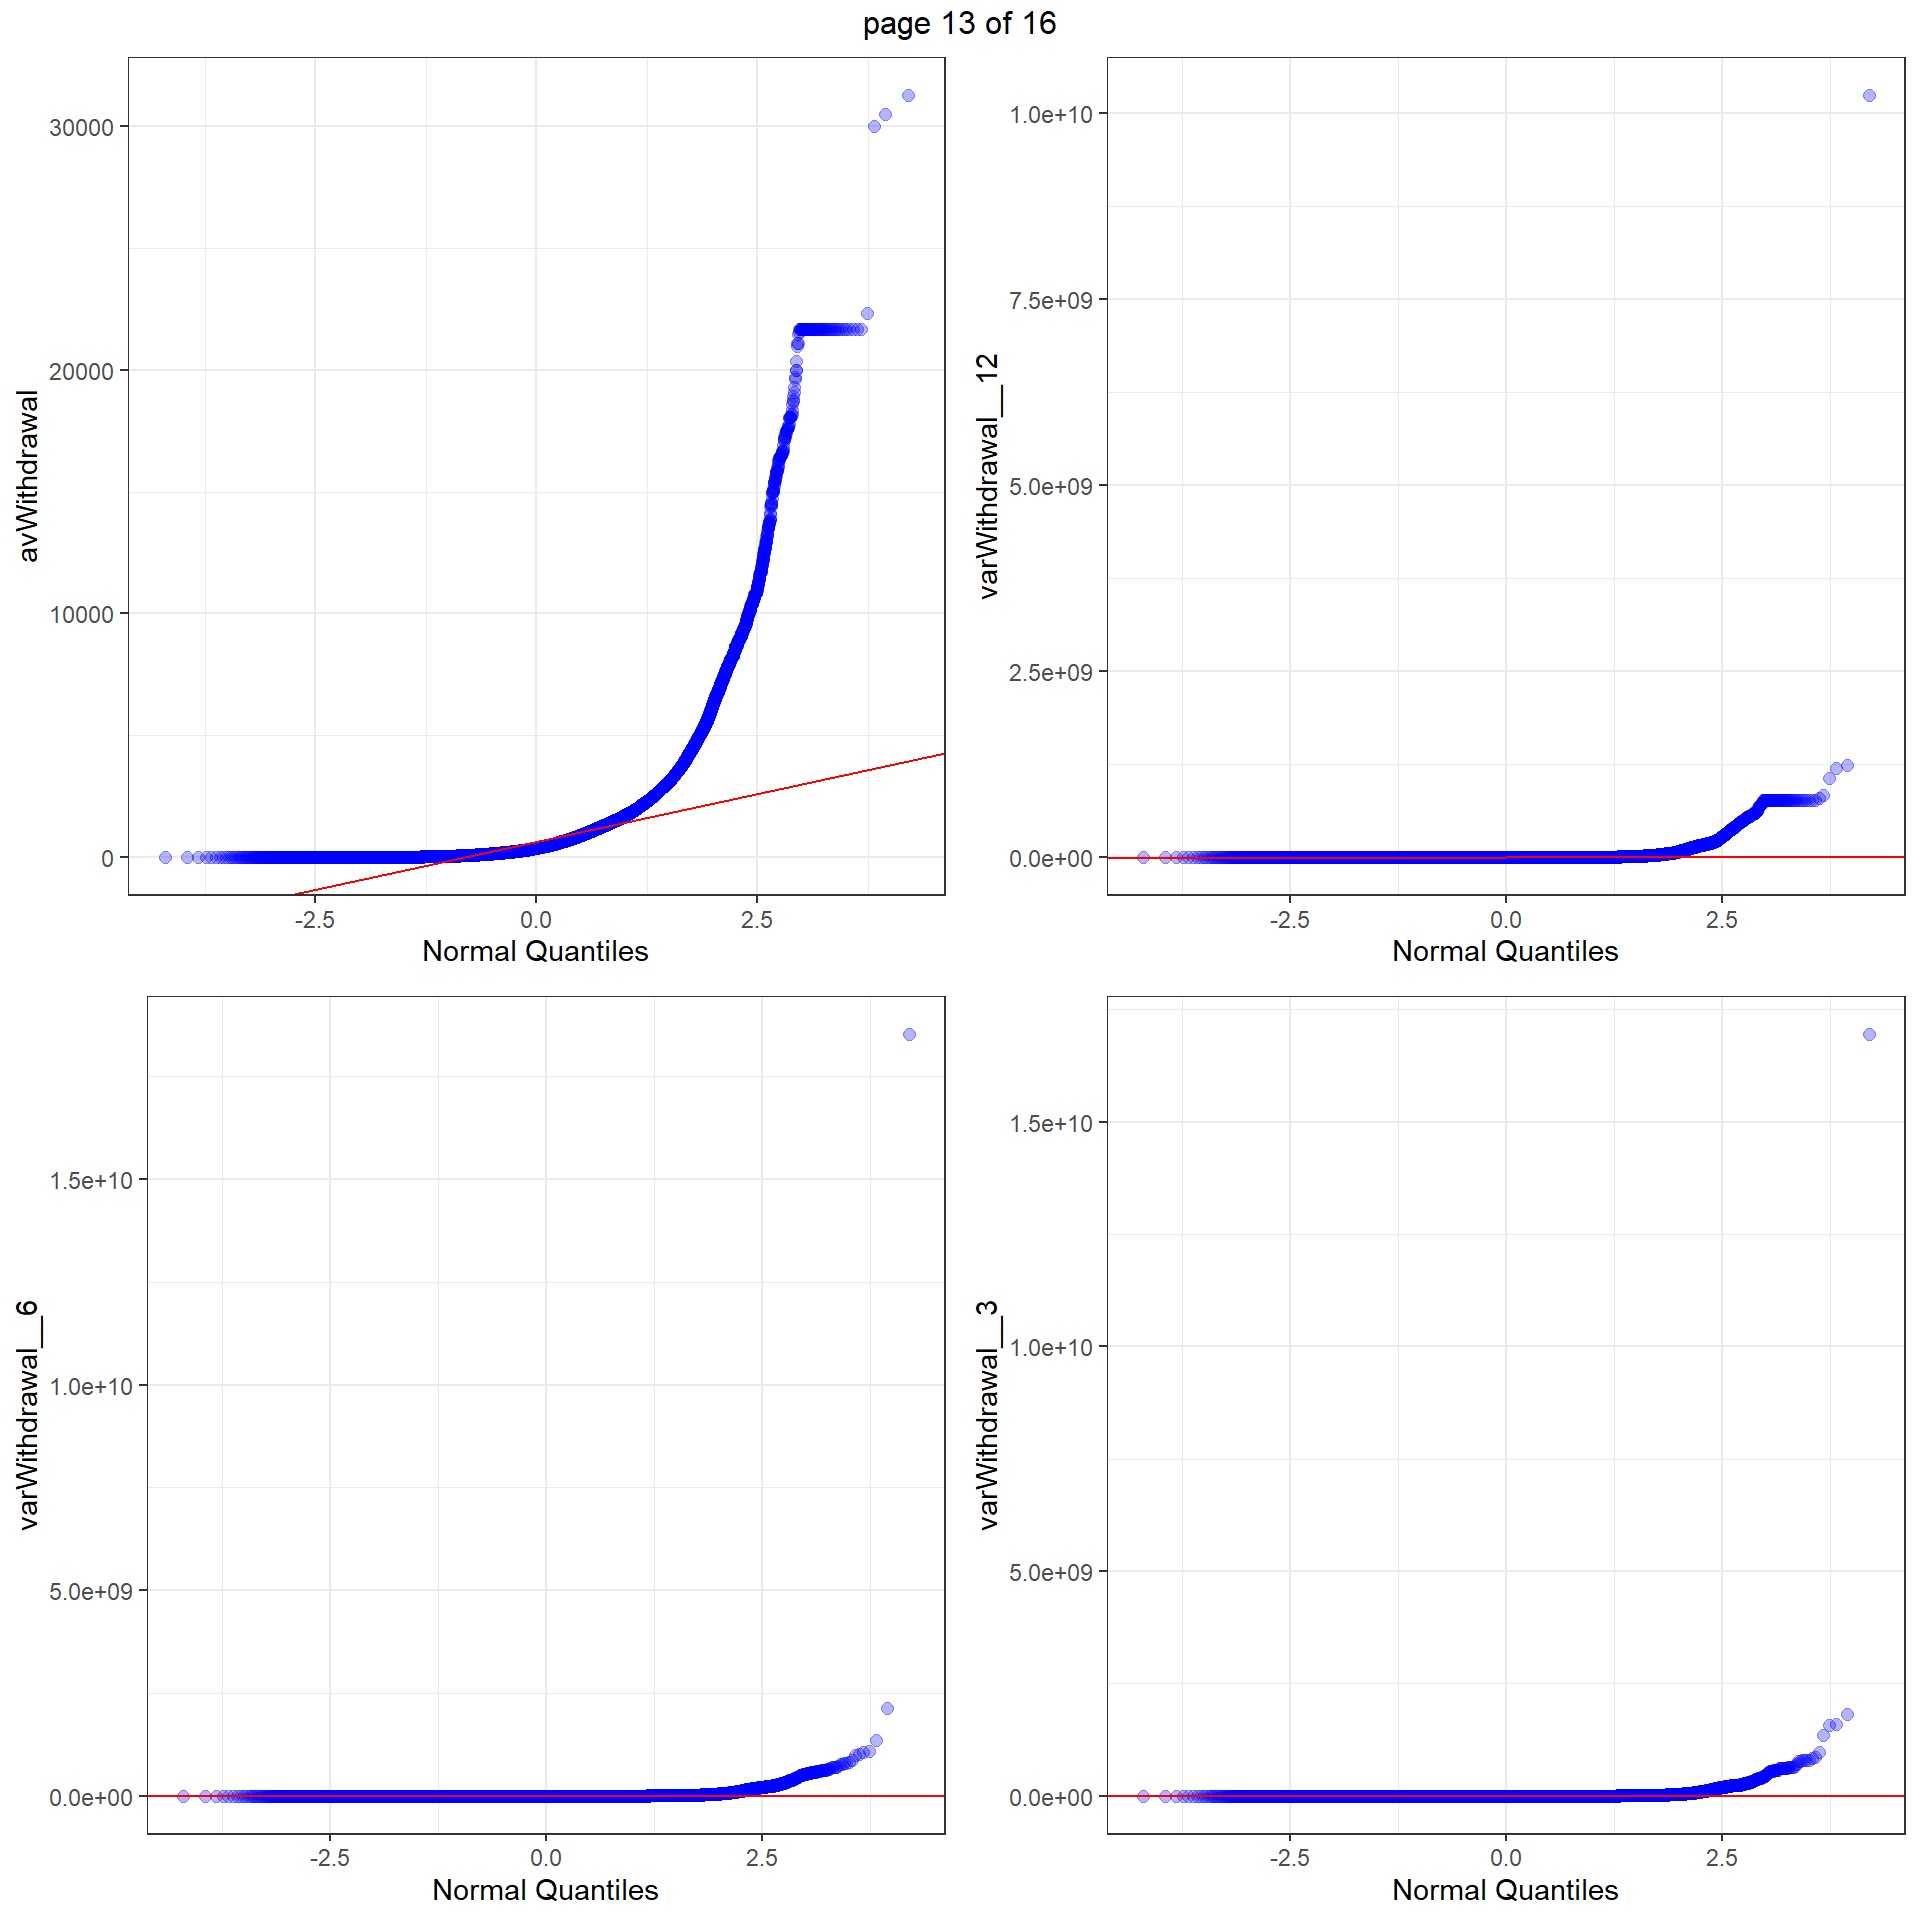 page 13 of 16
avWithdrawal
30000
20000
10000
0
-2.5 0.0 2.5
Normal Quantiles
varWithdrawal__12
1.0e+10
7.5e+09
5.0e+09
2.5e+09
0.0e+00
-2.5 0.0 2.5
Normal Quantiles
varWithdrawal__6
1.5e+10
1.0e+10
5.0e+09
0.0e+00
-2.5 0.0 2.5
Normal Quantiles
varWithdrawal__3
1.5e+10
1.0e+10
5.0e+09
0.0e+00
-2.5 0.0 2.5
Normal Quantiles